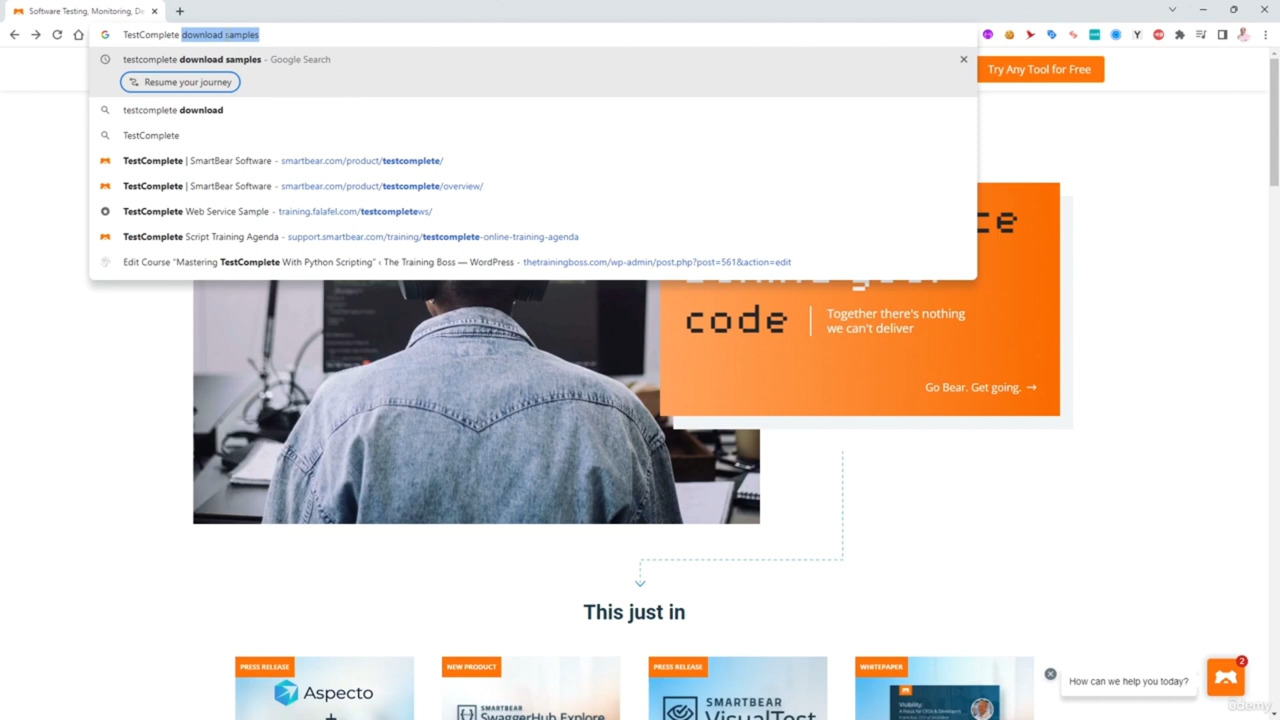 Software Testing, Monitoring, De
TestComplete download samples
testcomplete download samples - Google Search
Resume your journey
testcomplete download
TestComplete
TestComplete | SmartBear Software - smartbear.com/product/testcomplete/
TestComplete | SmartBear Software - smartbear.com/product/testcomplete/overview/
TestComplete Web Service Sample - training.falafel.com/testcompletews/
TestComplete Script Training Agenda - support.smartbear.com/training/testcomplete-online-training-agenda
Edit Course "Mastering TestComplete With Python Scripting" ‹ The Training Boss — WordPress - thetrainingboss.com/wp-admin/post.php?post=561&action=edit
Try Any Tool for Free
code
Together there's nothing
we can't deliver
Go Bear. Get going. →
This just in
PRESS RELEASE
Aspecto
+
NEW PRODUCT
SMARTBEAR
SwaggerHub Explore
PRESS RELEASE
SMARTBEAR
VisualTest
WHITEPAPER
Visibility:
How can we help you today?
2
ûdemy